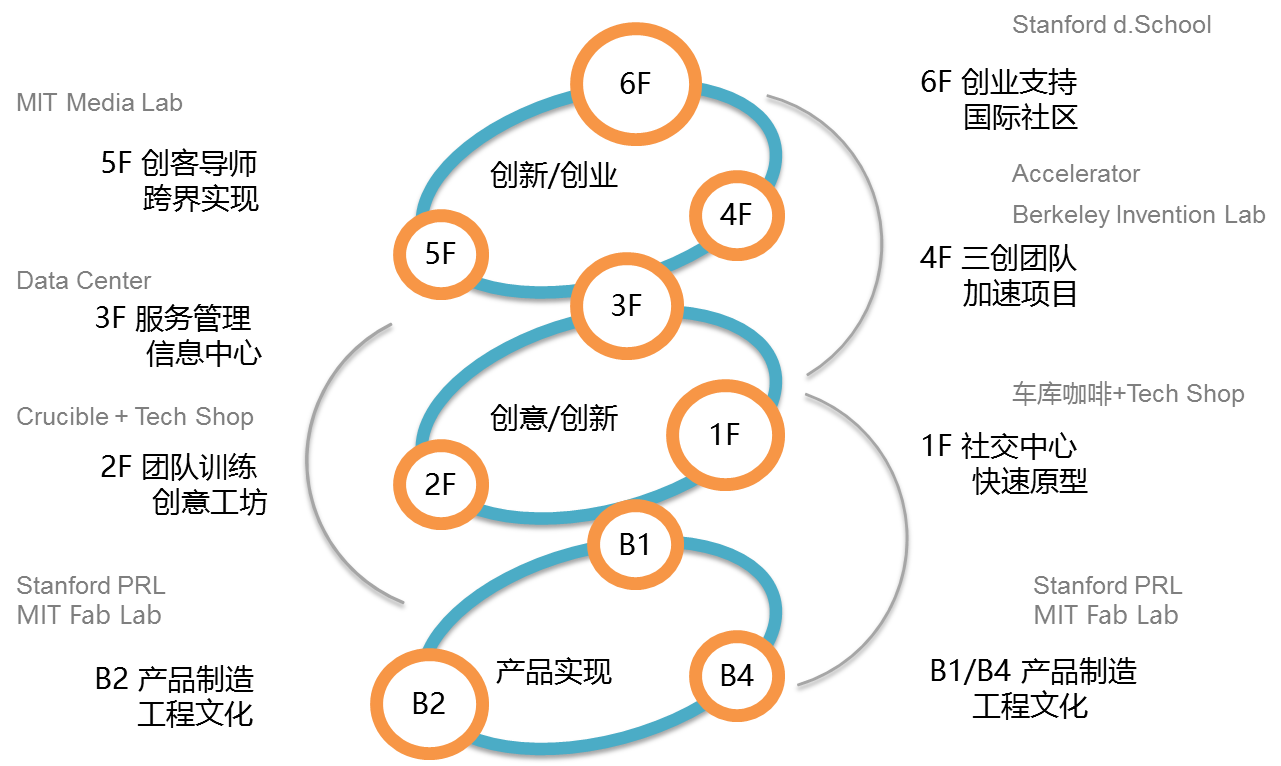 MIT Media Lab
5F 创客导师
跨界实现
Data Center
3F 服务管理
信息中心
Crucible + Tech Shop
2F 团队训练
创意工坊
Stanford PRL
MIT Fab Lab
B2 产品制造
工程文化
6F
创新/创业
4F
5F
3F
创意/创新
1F
2F
B1
产品实现
B4
B2
Stanford d.School
6F 创业支持
国际社区
Accelerator
Berkeley Invention Lab
4F 三创团队
加速项目
车库咖啡+Tech Shop
1F 社交中心
快速原型
Stanford PRL
MIT Fab Lab
B1/B4 产品制造
工程文化